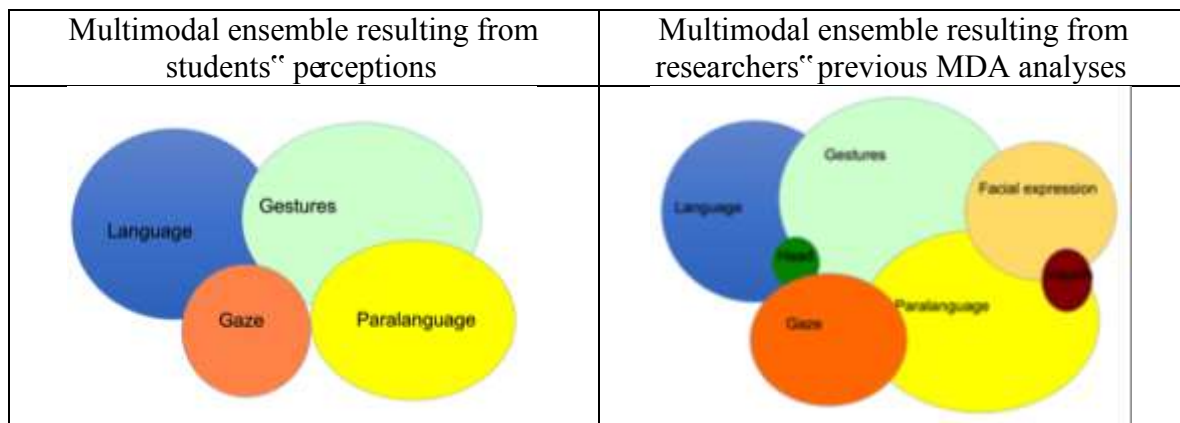 Multimodal ensemble resulting from
students‟ perceptions
Multimodal ensemble resulting from
researchers‟ previous MDA analyses
Language
Gestures
Gaze
Paralanguage
Language
Gestures
Facial expression
Head
Gaze
Paralanguage